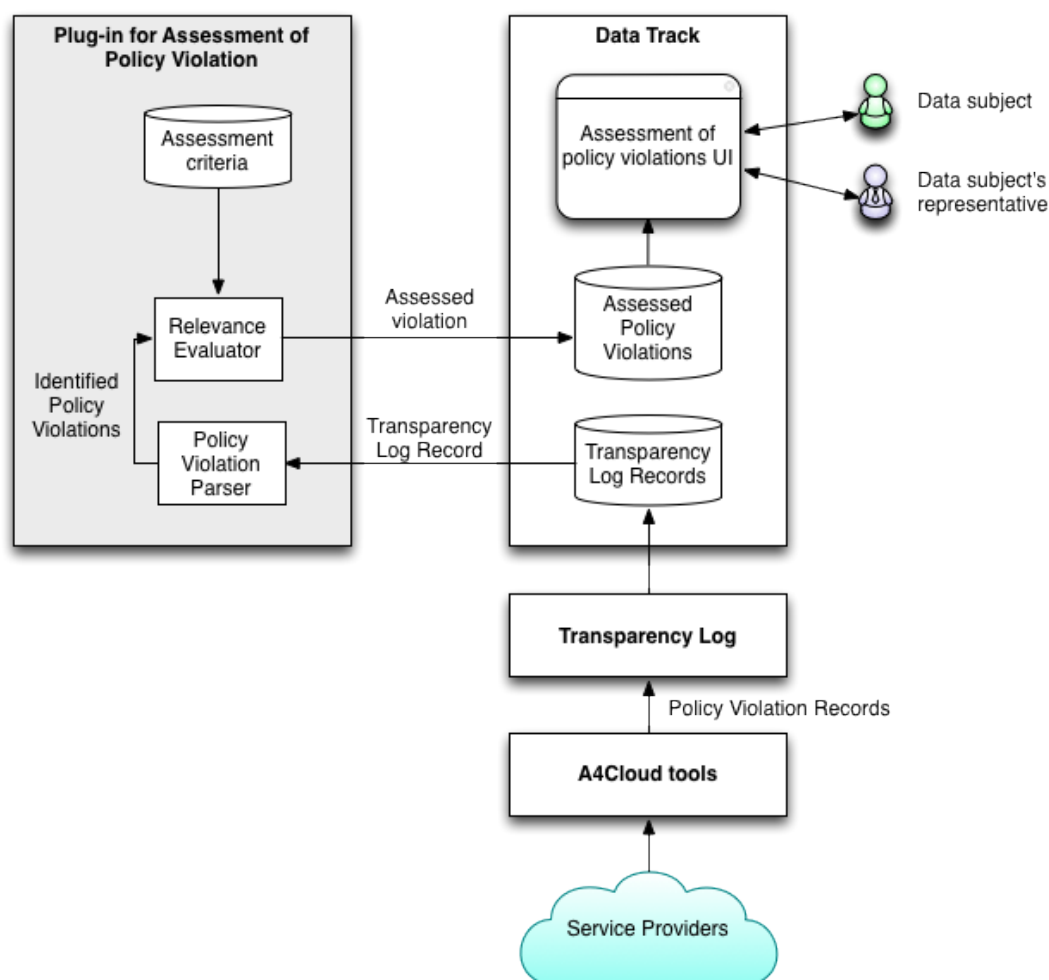 Plug-in for Assessment of
Policy Violation
Assessment
criteria
Relevance
Evaluator
Identified
Policy
Violations
Policy
Violation
Parser
Assessed
violation
Transparency
Log Record
Data Track
Assessment of
policy violations UI
Assessed
Policy
Violations
Transparency
Log Records
Data subject
Data subject's
representative
Transparency Log
Policy Violation Records
A4Cloud tools
Service Providers